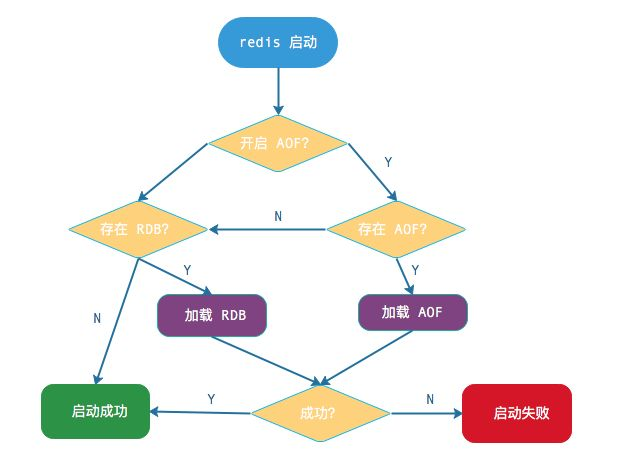 redis 启动
开启 AOF?
Y
存在 RDB?
N
存在 AOF?
Y
Y
加载 RDB
加载 AOF
N
启动成功
Y
成功?
N
启动失败